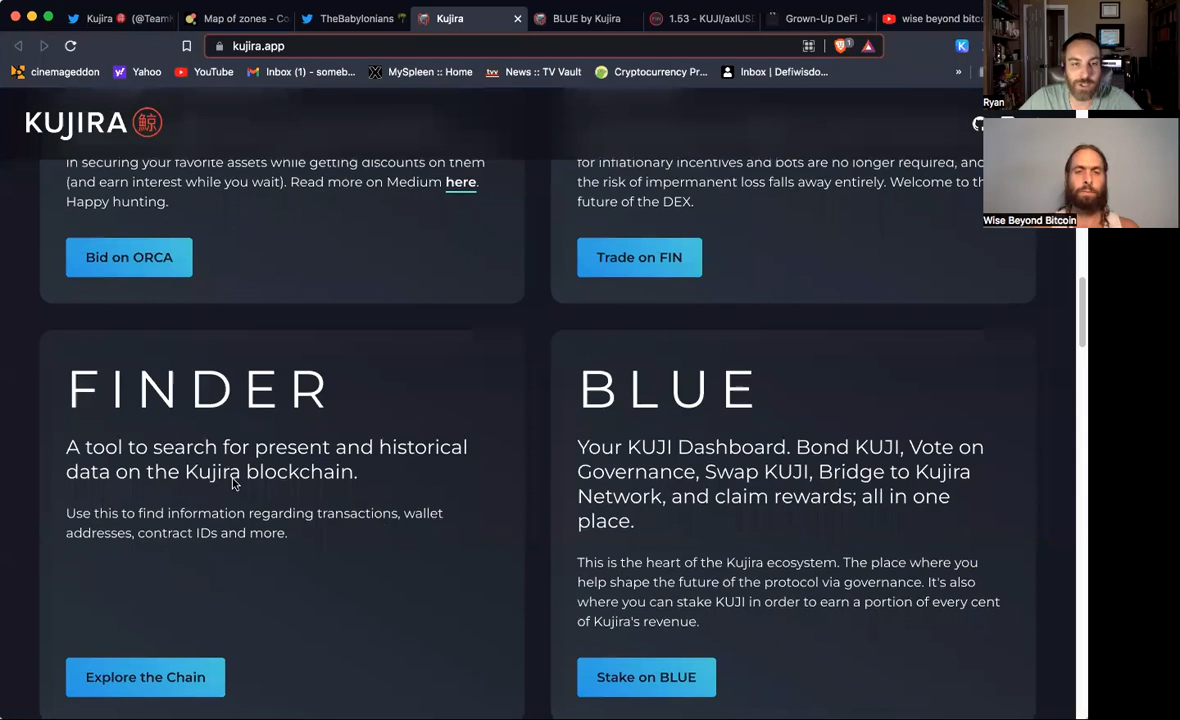 Kujira (@TeamK
Map of zones - Co
TheBabylonians
Kujira
BLUE by Kujira
1.53 - KUJI/axlUS
Grown-Up DeFi -
wise beyond bitco
kujira.app
1
K
cinemageddon
Yahoo
YouTube
Inbox (1) - someb...
MySpleen :: Home
tvv
News :: TV Vault
Cryptocurrency Pr...
Inbox | Defiwisdo...
»
Ryan
Wise Beyond Bitcoin
KUJIRA 鯨
in securing your favorite assets while getting discounts on them
(and earn interest while you wait). Read more on Medium here.
Happy hunting.
Bid on ORCA
for inflationary incentives and bots are no longer required, and
the risk of impermanent loss falls away entirely. Welcome to th
future of the DEX.
Trade on FIN
FINDER
A tool to search for present and historical
data on the Kujira blockchain.
Use this to find information regarding transactions, wallet
addresses, contract IDs and more.
Explore the Chain
BLUE
Your KUJI Dashboard. Bond KUJI, Vote on
Governance, Swap KUJI, Bridge to Kujira
Network, and claim rewards; all in one
place.
This is the heart of the Kujira ecosystem. The place where you
help shape the future of the protocol via governance. It's also
where you can stake KUJI in order to earn a portion of every cent
of Kujira's revenue.
Stake on BLUE